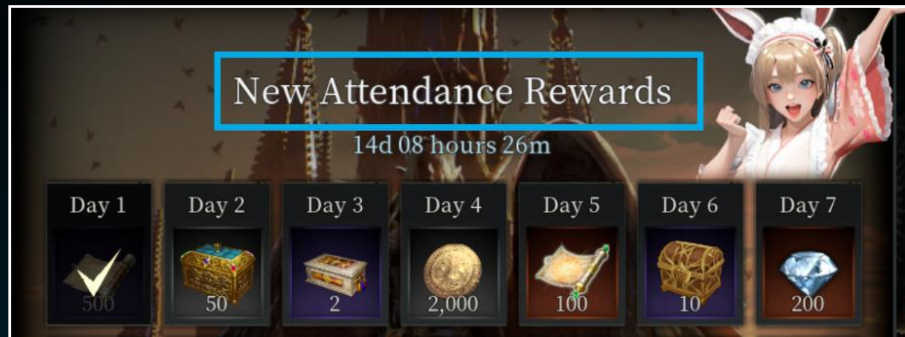 New Attendance Rewards
14d 08 hours 26m
Day 1 Day 2 Day 3 Day 4 Day 5 Day 6 Day 7
500 50 2 2,000 100 10 200